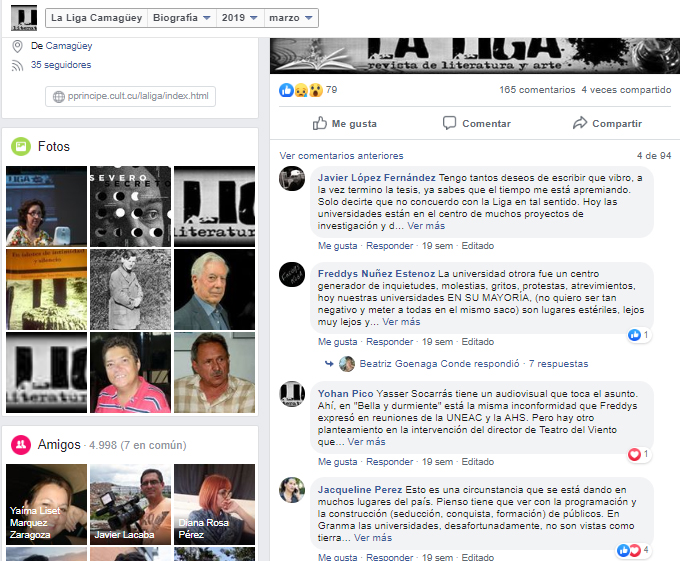 La Liga Camagüey
Biografía
2019
marzo
De Camagüey
35 seguidores
pprincipe.cult.cu/laliga/index.html
Fotos
SEVERO
SECRETO
literatur
literatur
Amigos · 4.998 (7 en común)
Yaíma Liset
Marquez
Zaragoza
Javier Lacaba
Diana Rosa
Pérez
LA LIGA
revista de literatura y arte
79
165 comentarios 4 veces compartido
Me gusta
Comentar
Compartir
Ver comentarios anteriores
4 de 94
Javier López Fernández Tengo tantos deseos de escribir que vibro, a
la vez termino la tesis, ya sabes que el tiempo me está apremiando.
Solo decirte que no concuerdo con la Liga en tal sentido. Hoy las
universidades están en el centro de muchos proyectos de
investigación y d... Ver más
Me gusta · Responder · 19 sem · Editado
Freddys Nuñez Estenoz La universidad otrora fue un centro
generador de inquietudes, molestias, gritos, protestas, atrevimientos,
hoy nuestras universidades EN SU MAYORÍA, (no quiero ser tan
negativo y meter a todas en el mismo saco) son lugares estériles, lejos
muy lejos y... Ver más
1
Me gusta · Responder · 19 sem · Editado
Beatriz Goenaga Conde respondió · 7 respuestas
Yohan Pico Yasser Socarrás tiene un audiovisual que toca el asunto.
Ahí, en "Bella y durmiente" está la misma inconformidad que Freddys
expresó en reuniones de la UNEAC y la AHS. Pero hay otro
planteamiento en la intervención del director de Teatro del Viento
que... Ver más
1
Me gusta · Responder · 19 sem · Editado
Jacqueline Perez Esto es una circunstancia que se está dando en
muchos lugares del país. Pienso tiene que ver con la programación y
la construcción (seducción, conquista, formación) de públicos. En
Granma las universidades, desafortunadamente, no son vistas como
tierra... Ver más
4
Me gusta · Responder · 19 sem · Editado